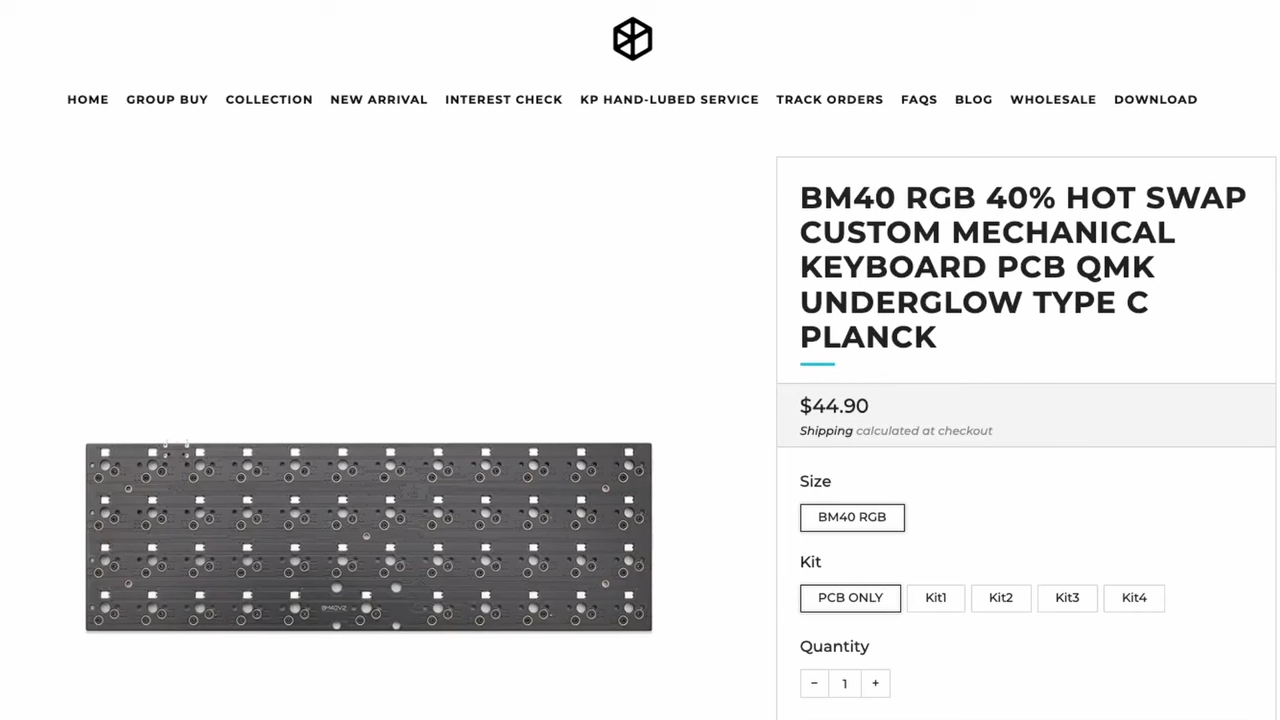 HOME GROUP BUY COLLECTION NEW ARRIVAL INTEREST CHECK KP HAND-LUBED SERVICE TRACK ORDERS FAQS BLOG WHOLESALE DOWNLOAD
BM40 RGB 40% HOT SWAP
CUSTOM MECHANICAL
KEYBOARD PCB QMK
UNDERGLOW TYPE C
PLANCK
$44.90
Shipping calculated at checkout
Size
BM40 RGB
Kit
PCB ONLY Kit1 Kit2 Kit3 Kit4
Quantity
− 1 +
BM40V2